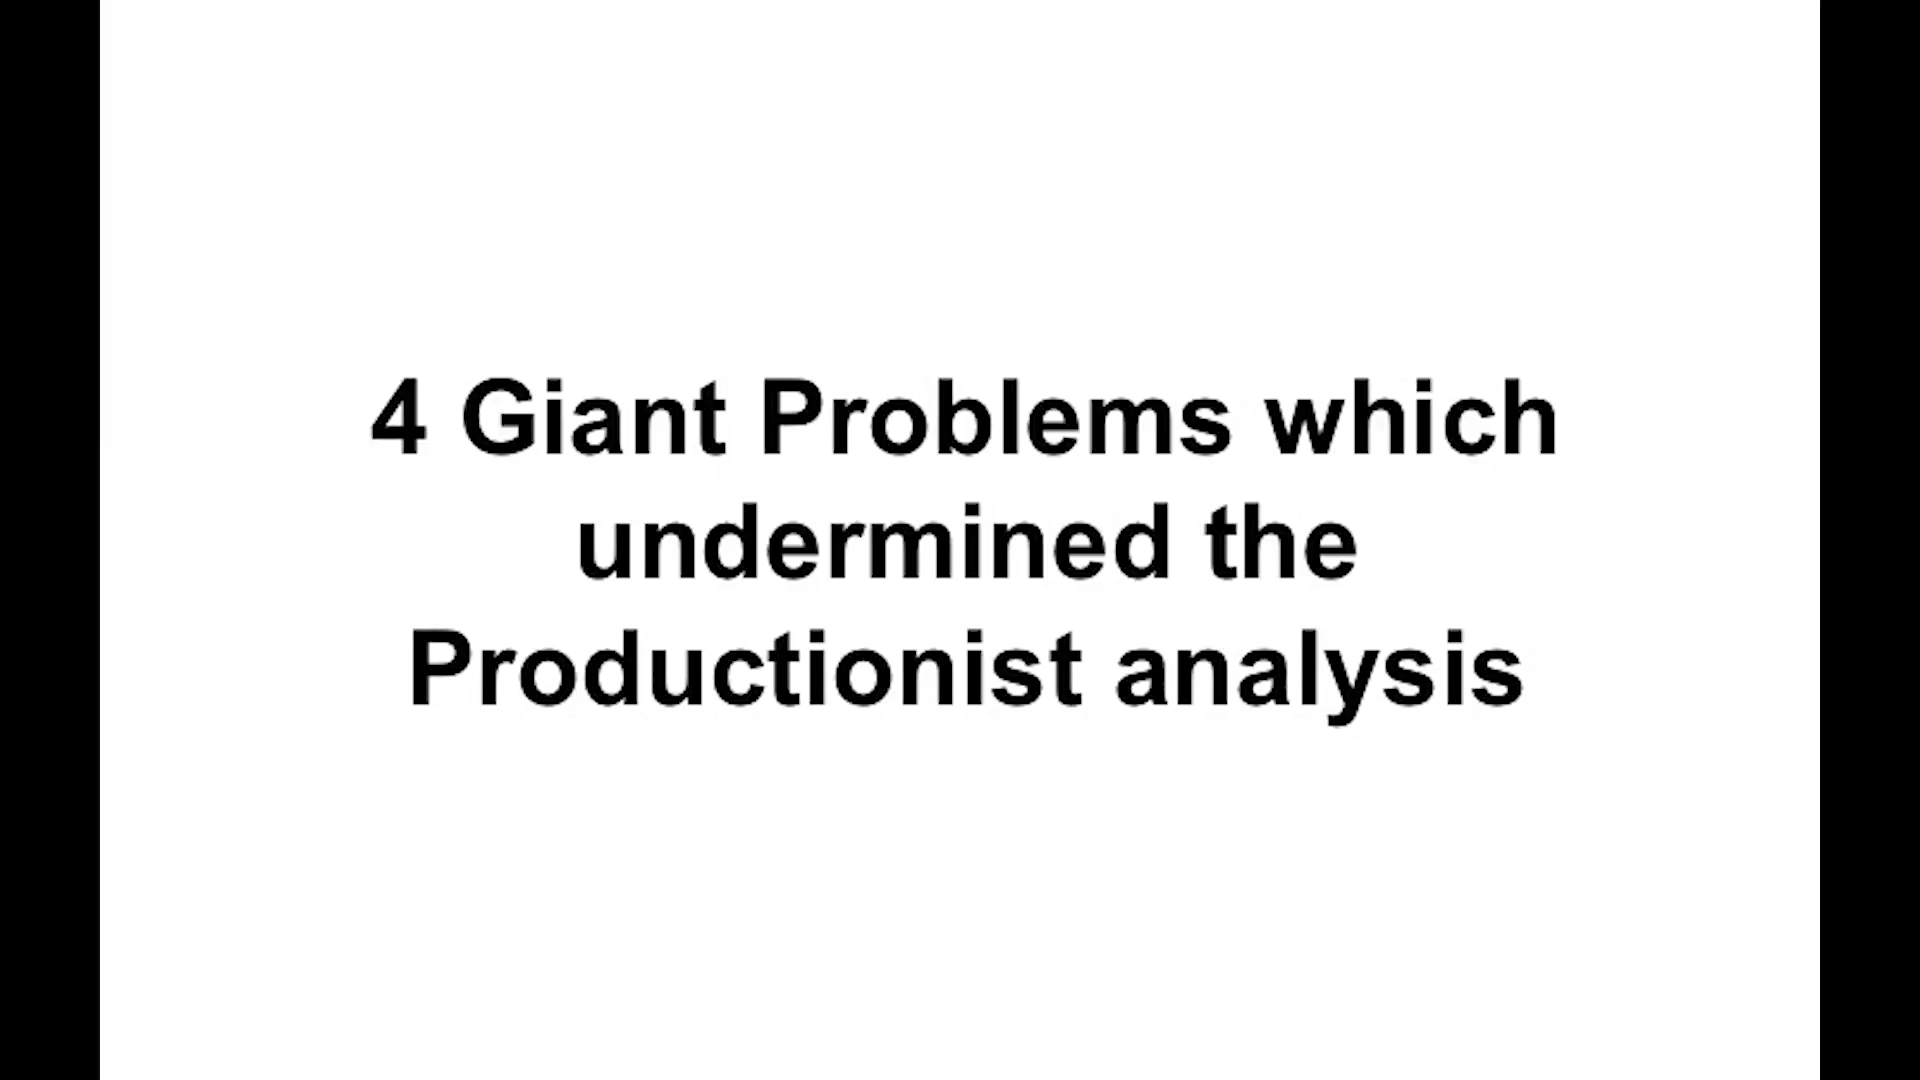 4 Giant Problems which
undermined the
Productionist analysis